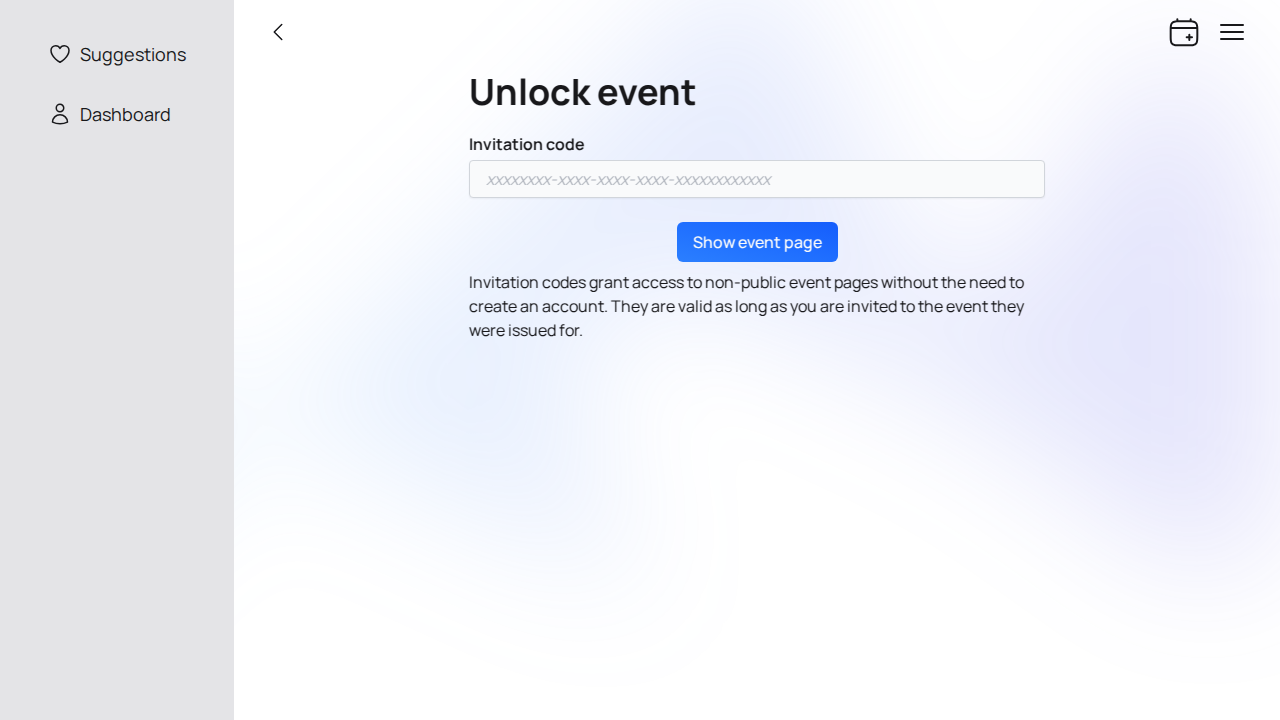 Suggestions
Dashboard
Unlock event
Invitation code
xxxxxxxx-xxxx-xxxx-xxxx-xxxxxxxxxxxx
Show event page
Invitation codes grant access to non-public event pages without the need to
create an account. They are valid as long as you are invited to the event they
were issued for.